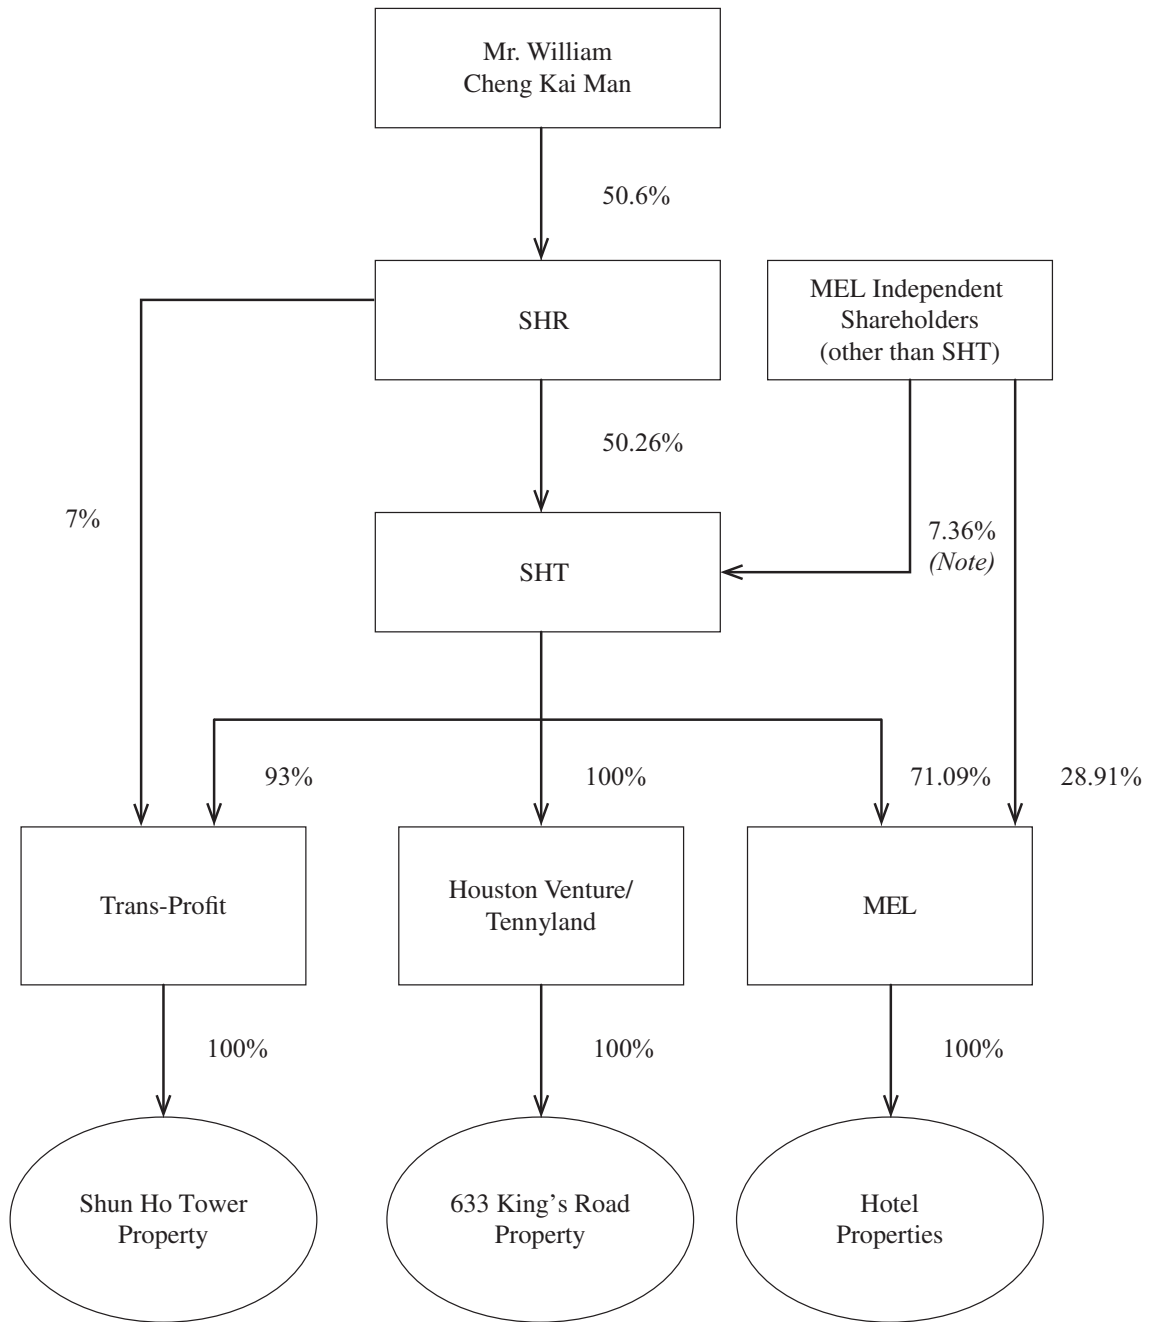 Mr. William
Cheng Kai Man
50.6%
SHR
MEL Independent
Shareholders
(other than SHT)
50.26%
7%
7.36%
(Note)
SHT
93%
100%
71.09%
28.91%
Trans-Profit
Houston Venture/
Tennyland
MEL
100%
100%
100%
Shun Ho Tower
Property
633 King’s Road
Property
Hotel
Properties